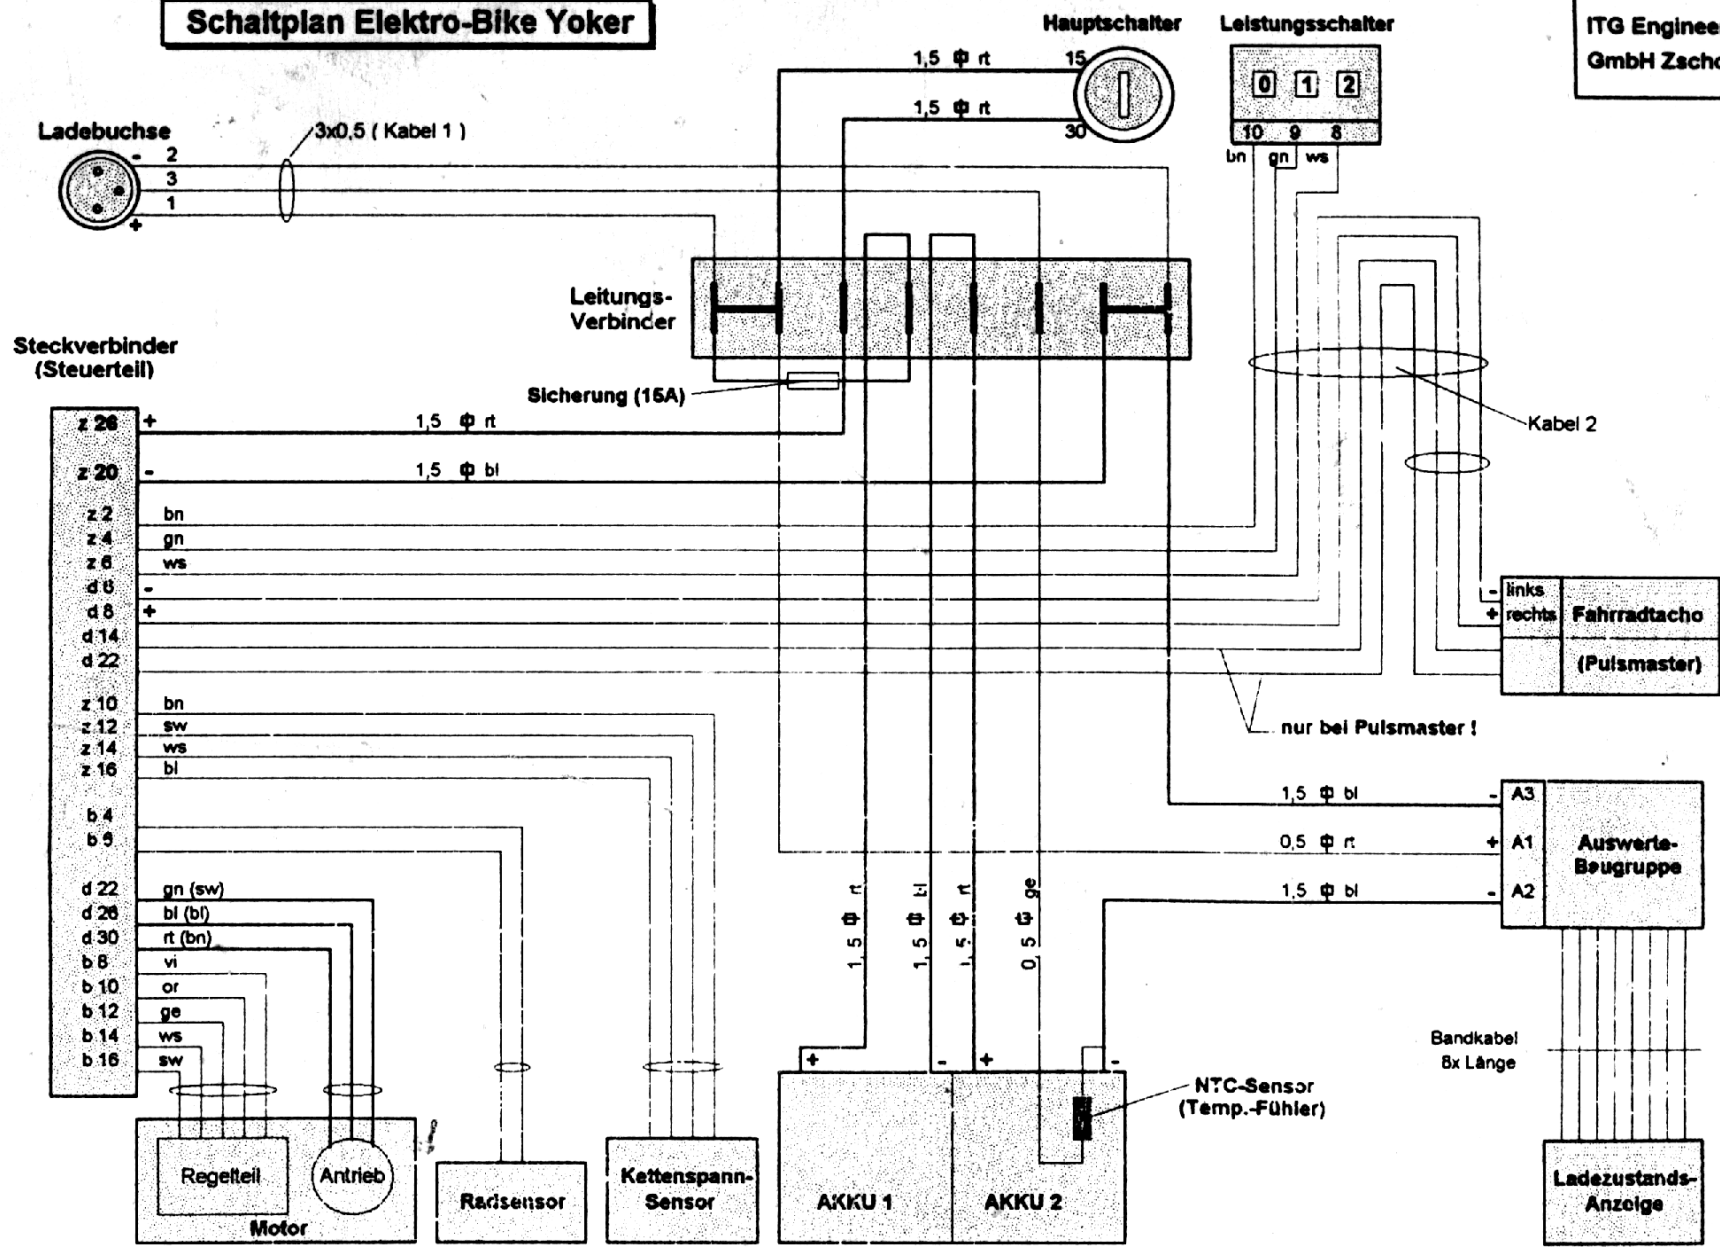 Schaltplan Elektro-Bike Yoker
Hauptschalter
Leistungsschalter
ITG Enginee
GmbH Zscho
1,5 rt
15
1,5 rt
30
0 1 2
10 9 8
bn gn ws
Ladebuchse
3x0,5 ( Kabel 1 )
- 2
3
1
+
Leitungs-
Verbinder
Steckverbinder
(Steuerteil)
Sicherung (15A)
Kabel 2
z 26 + 1,5 rt
z 20 - 1,5 bl
z 2 bn
z 4 gn
z 6 ws
d 6 -
d 8 +
d 14
d 22
- links
+ rechts
Fahrradtacho
(Pulsmaster)
nur bei Pulsmaster !
z 10 bn
z 12 sw
z 14 ws
z 16 bl
b 4
d 22 gn (sw)
d 26 bl (bl)
d 30 rt (bn)
b 8 vi
b 10 or
b 12 ge
b 14 ws
b 16 sw
1,5 bl - A3
0,5 rt + A1
1,5 bl - A2
Auswerte-
Baugruppe
1,5 rt
1,5 bl
1,5 rt
0,5 ge
Bandkabel
8x Länge
+ - + -
NTC-Sensor
(Temp.-Fühler)
Regelteil
Antrieb
Motor
!
Radsensor
Kettenspann-
Sensor
AKKU 1
AKKU 2
Ladezustands-
Anzeige